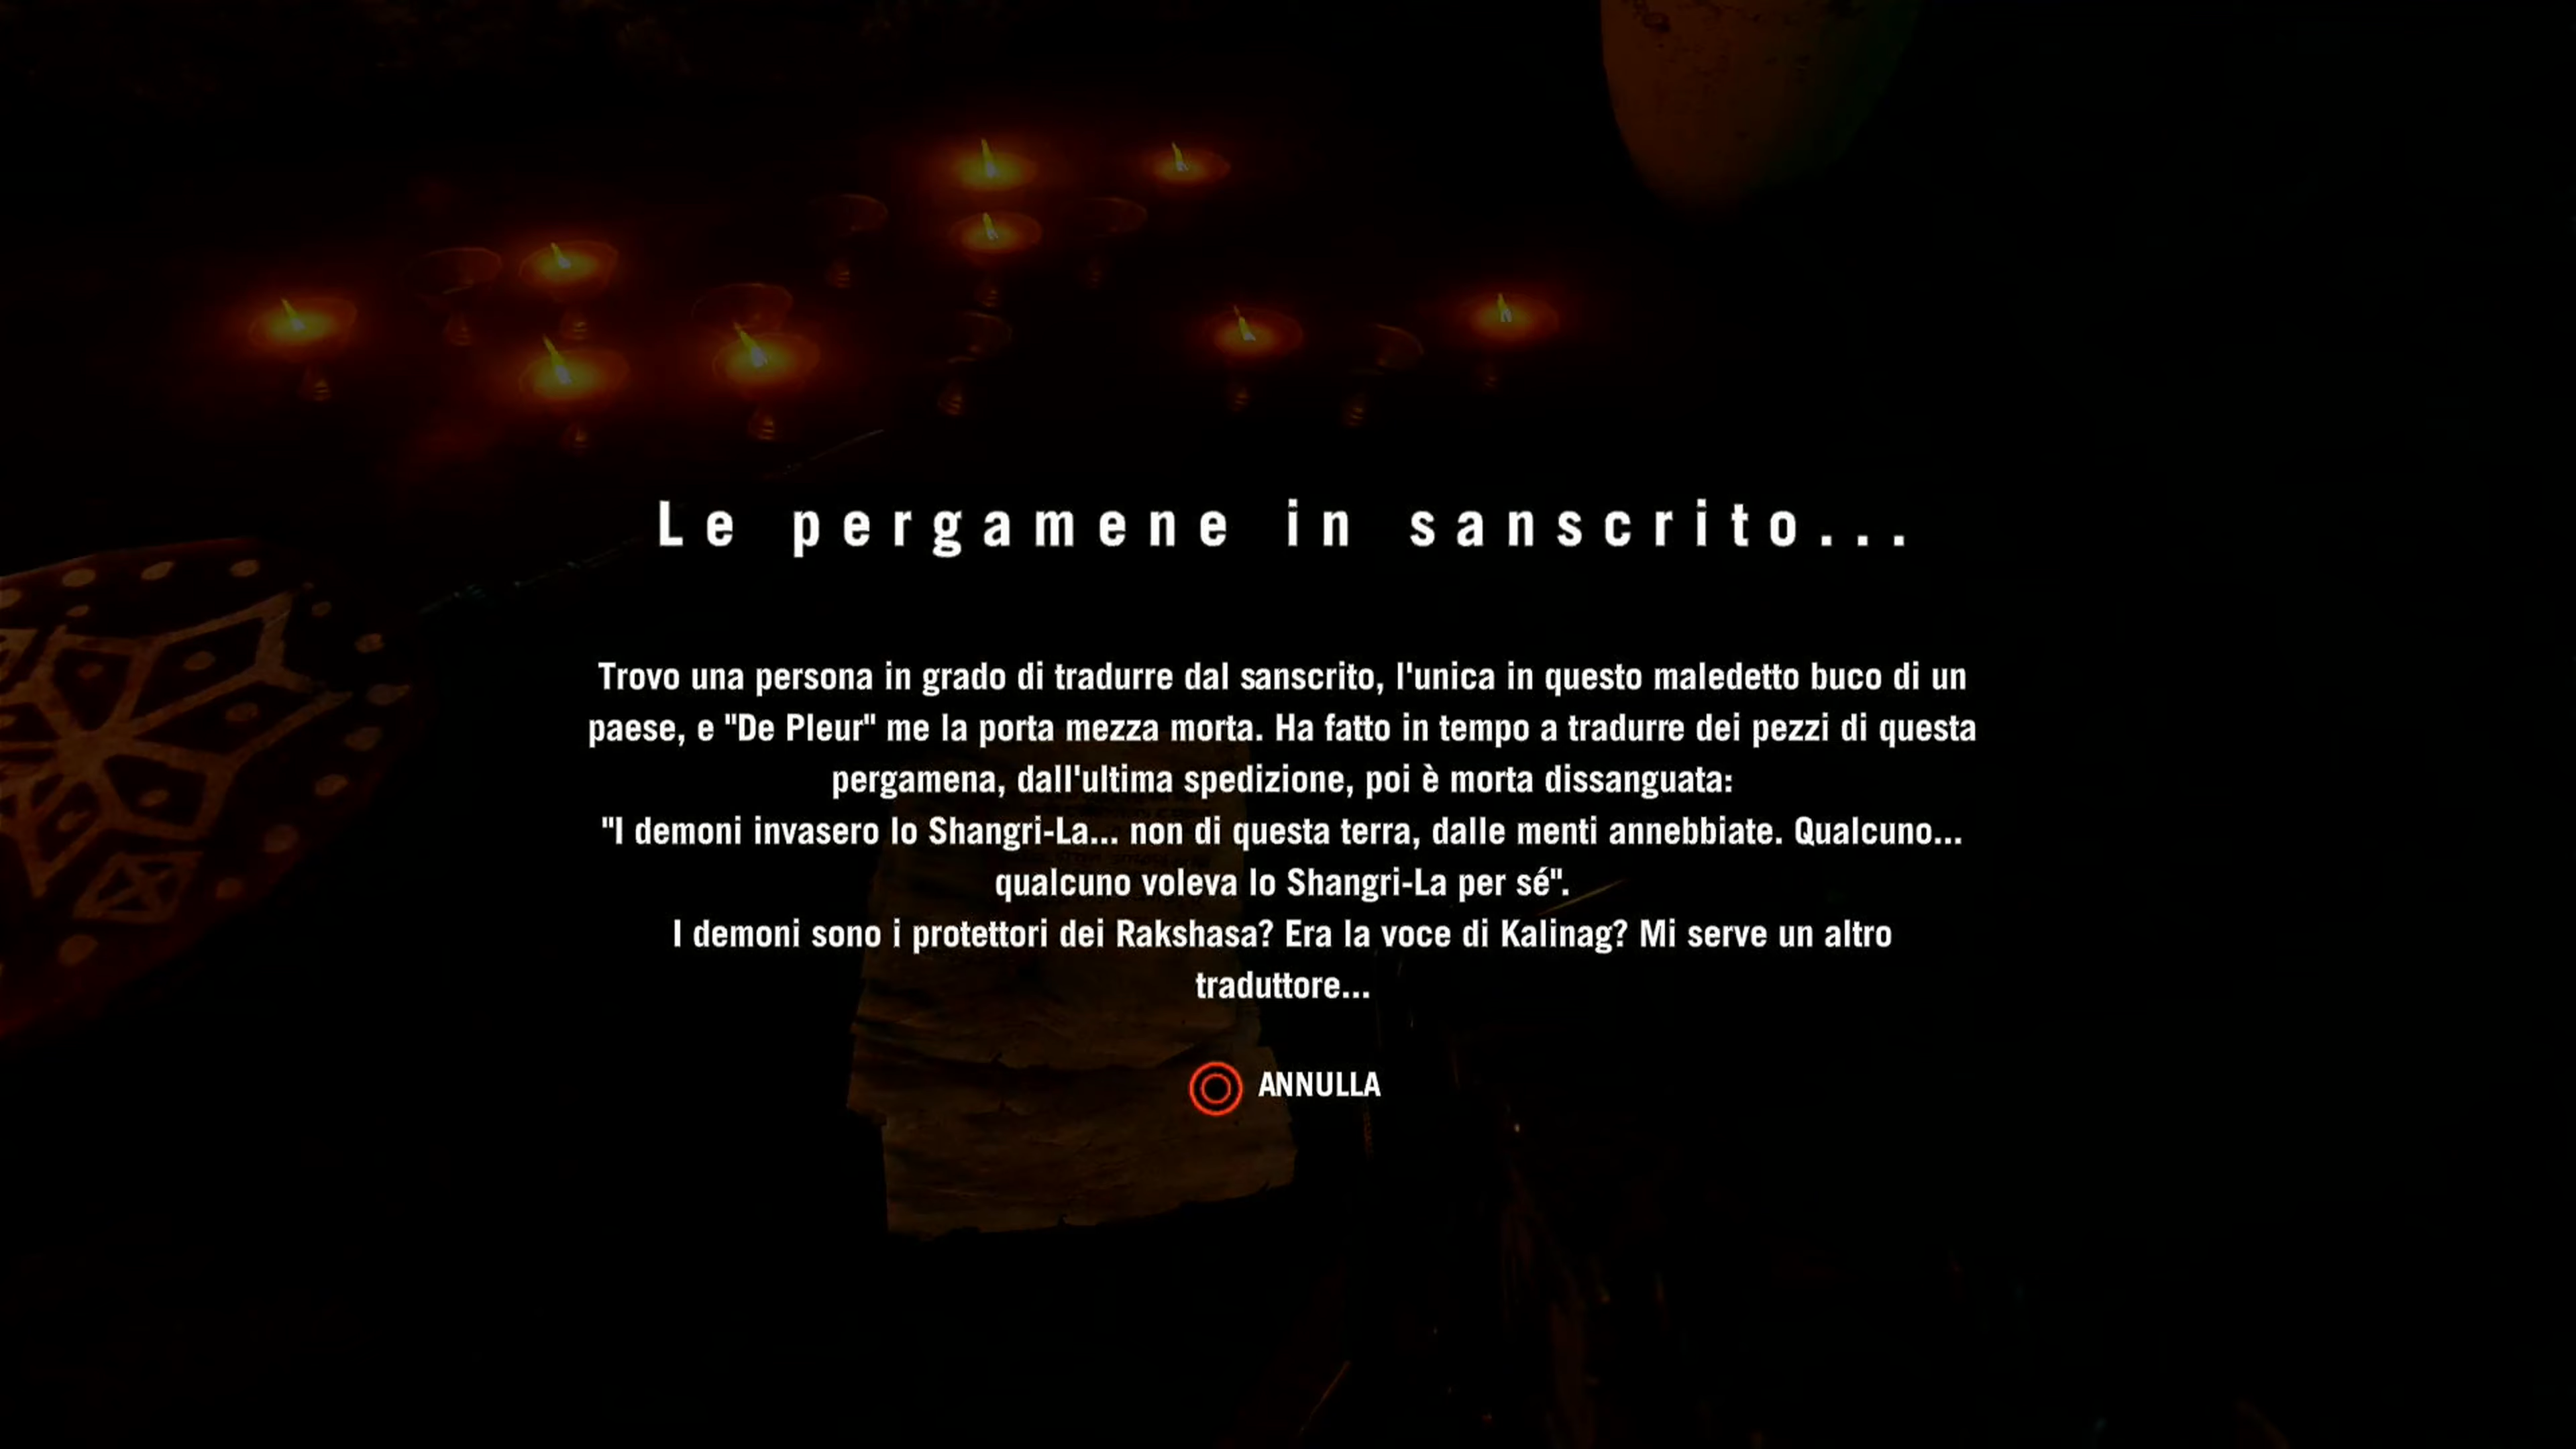 Le pergamene in sanscrito...
Trovo una persona in grado di tradurre dal sanscrito, l'unica in questo maledetto buco di un
paese, e "De Pleur" me la porta mezza morta. Ha fatto in tempo a tradurre dei pezzi di questa
pergamena, dall'ultima spedizione, poi è morta dissanguata:
"I demoni invasero lo Shangri-La... non di questa terra, dalle menti annebbiate. Qualcuno...
qualcuno voleva lo Shangri-La per sé".
I demoni sono i protettori dei Rakshasa? Era la voce di Kalinag? Mi serve un altro
traduttore...
ANNULLA